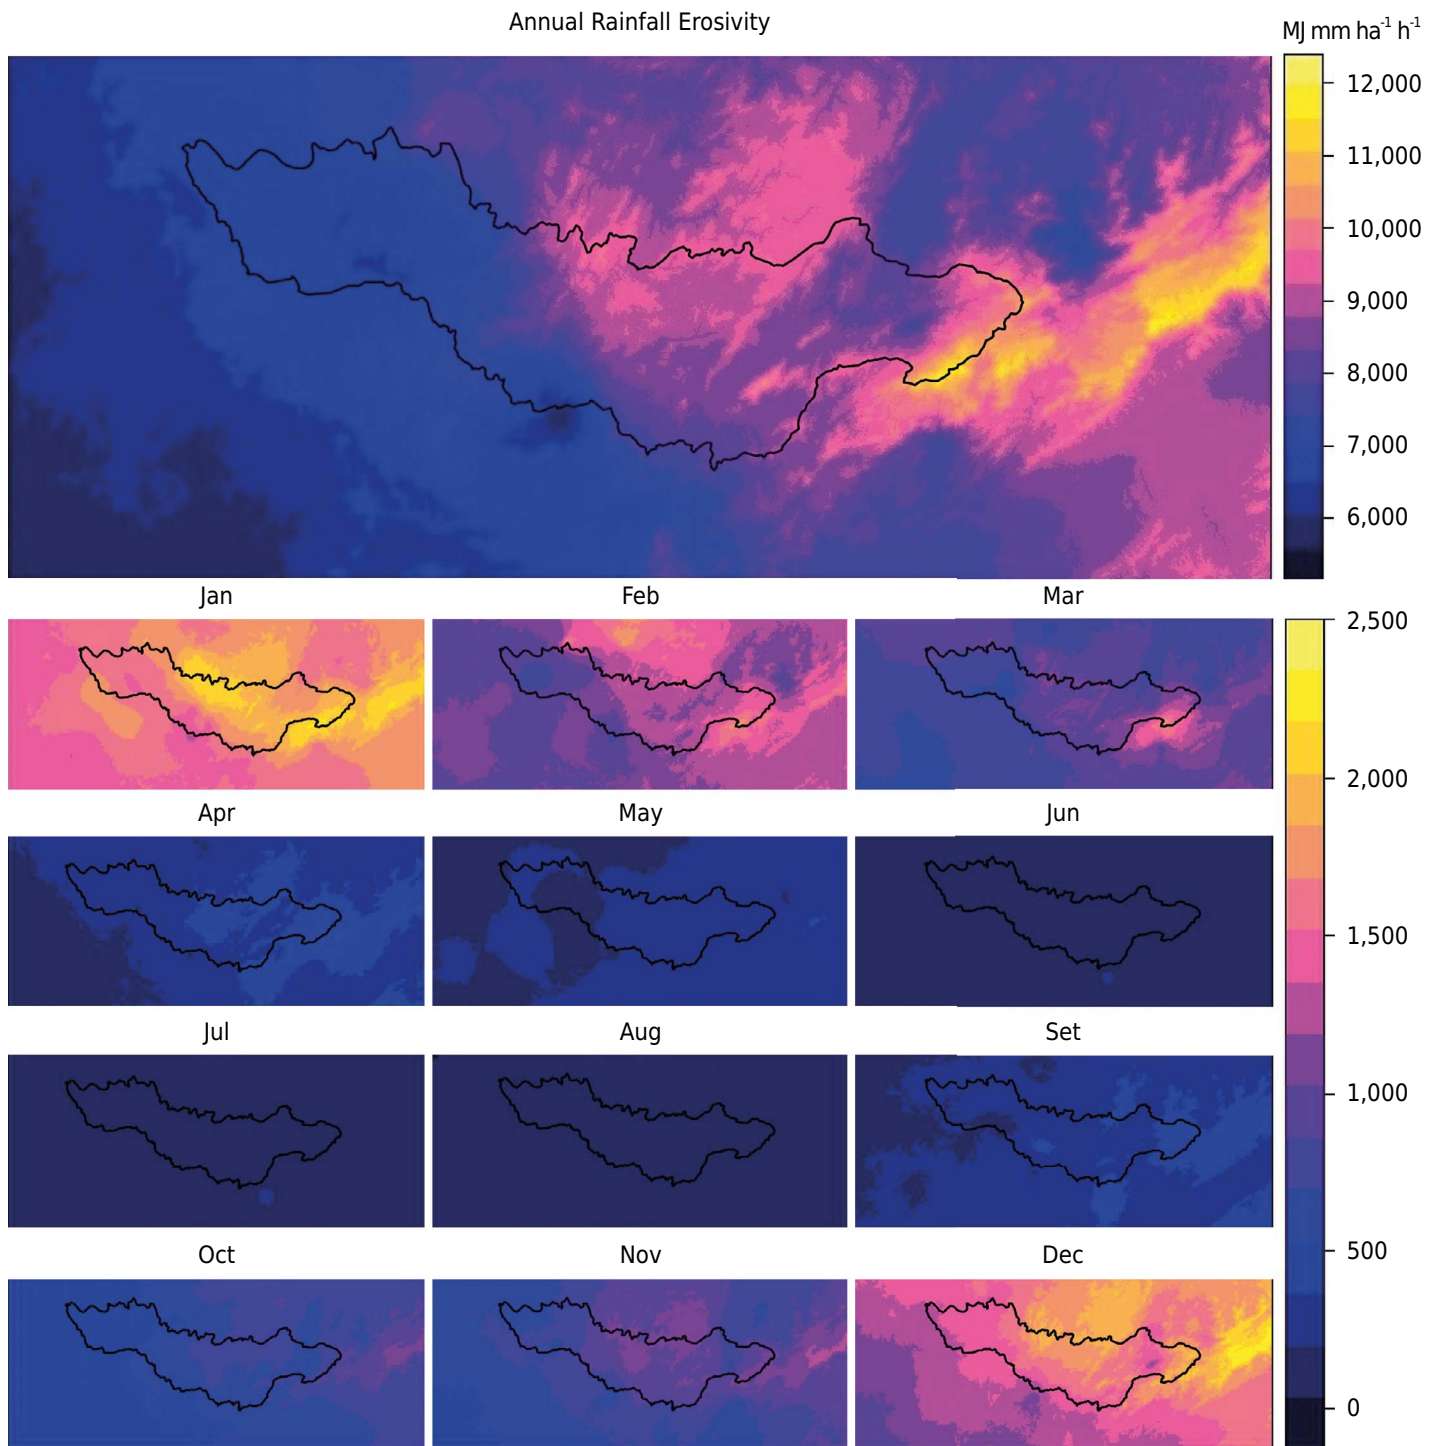 Annual Rainfall Erosivity
MJ mm ha⁻¹ h⁻¹
12,000
11,000
10,000
9,000
8,000
7,000
6,000
Jan
Feb
Mar
Apr
May
Jun
Jul
Aug
Set
Oct
Nov
Dec
2,500
2,000
1,500
1,000
500
0